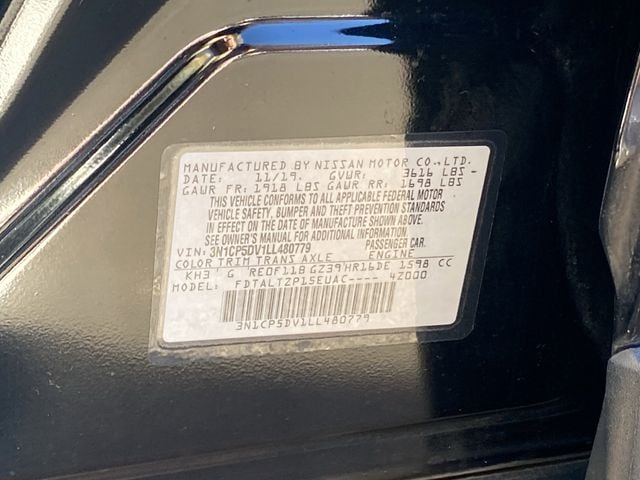 MANUFACTURED BY NISSAN MOTOR CO.,LTD.
DATE: 11/19. GVWR: 3616 LBS-
GAWR FR: 1918 LBS GAWR RR: 1698 LBS
THIS VEHICLE CONFORMS TO ALL APPLICABLE FEDERAL MOTOR
VEHICLE SAFETY, BUMPER AND THEFT PREVENTION STANDARDS
IN EFFECT ON THE DATE OF MANUFACTURE SHOWN ABOVE.
SEE OWNER'S MANUAL FOR ADDITIONAL INFORMATION
VIN: 3N1CP5DV1LL480779 PASSENGER CAR.
COLOR TRIM TRANS AXLE ENGINE
KH3 G RE0F11B GZ39 HR16DE 1598 CC
MODEL: FDTALYZP15EUAC---- 4Z000
3N1CP5DV1LL480779